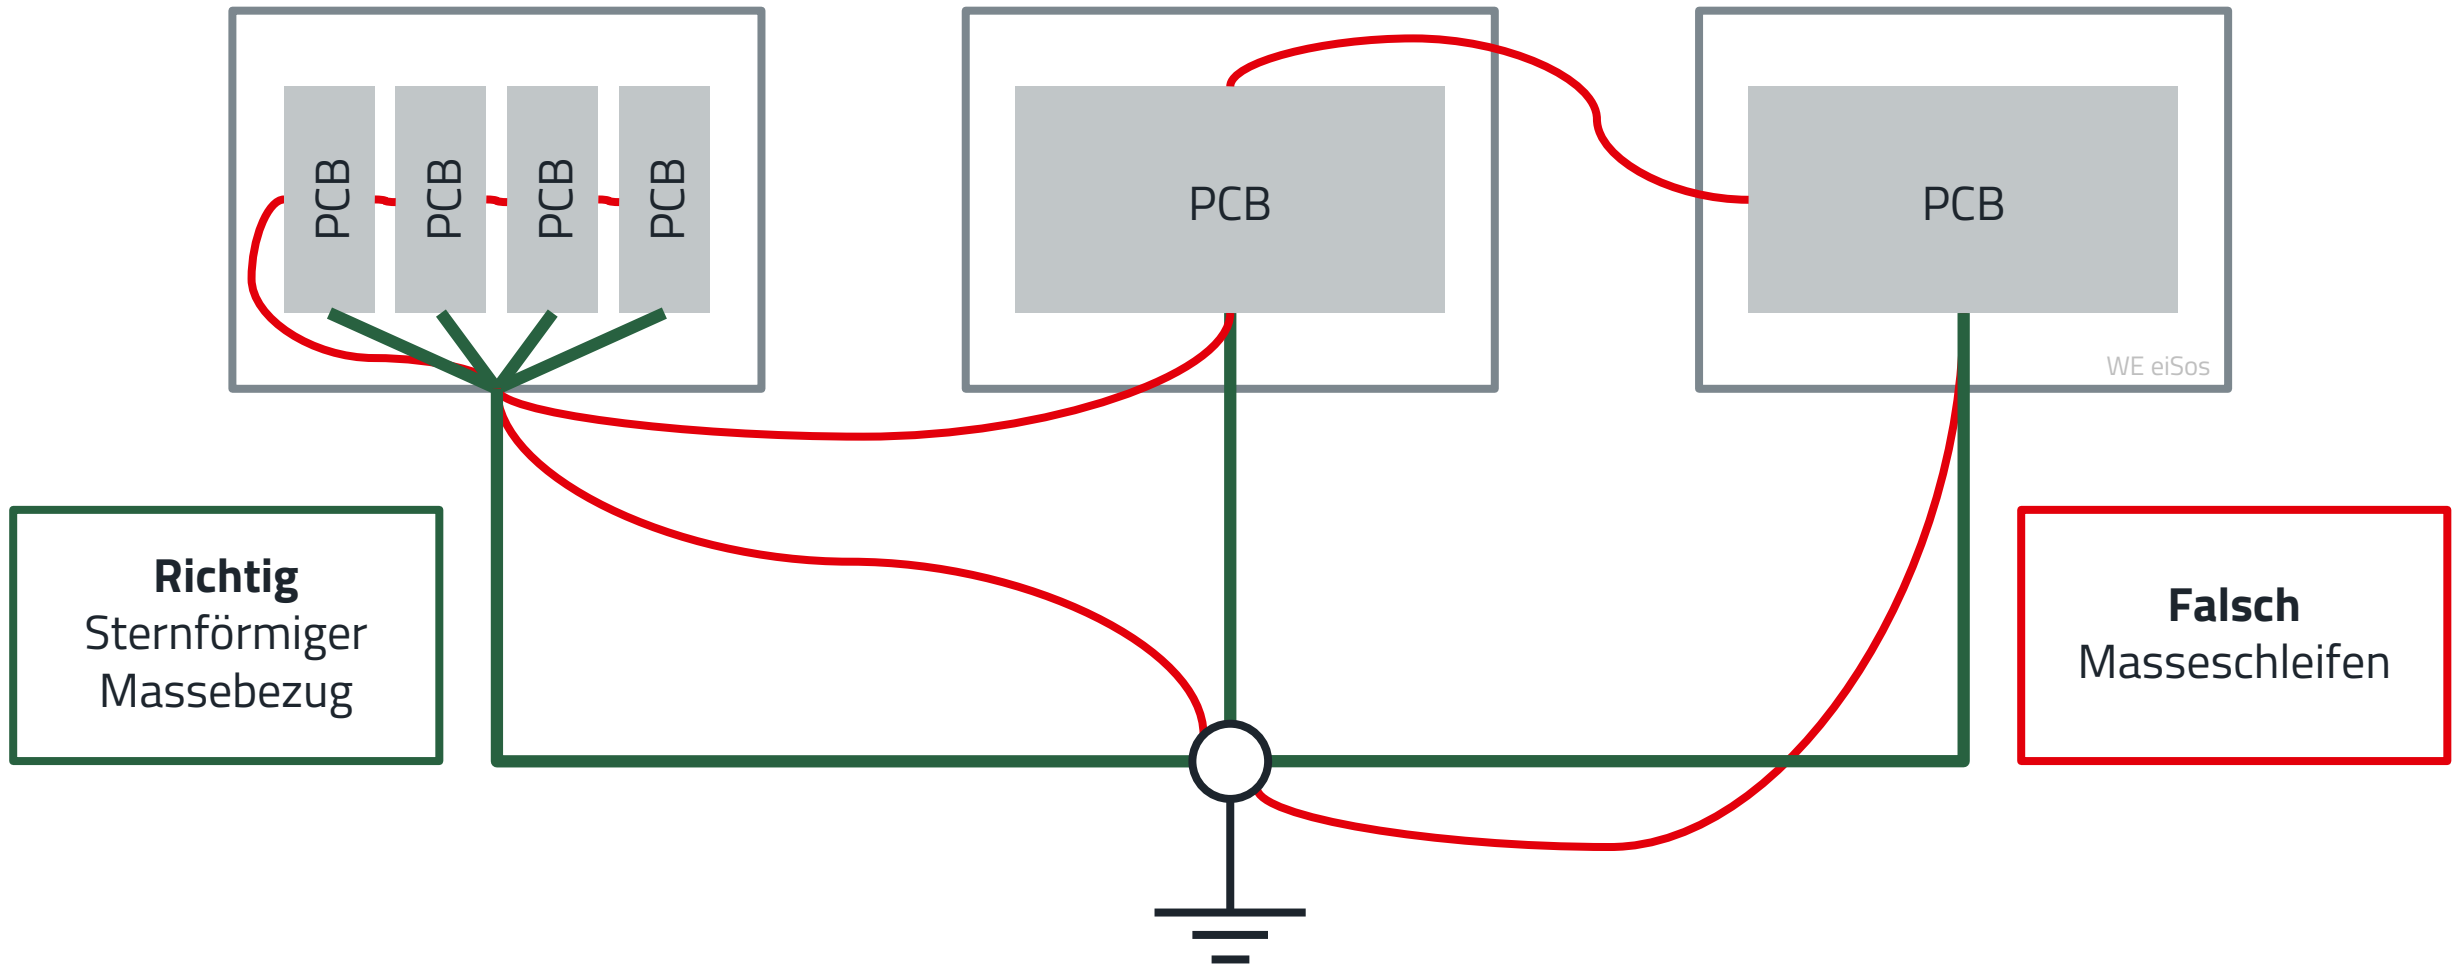 PCB
PCB
PCB
PCB
PCB
PCB
WE eiSos
Richtig
Sternförmiger
Massebezug
Falsch
Masseschleifen